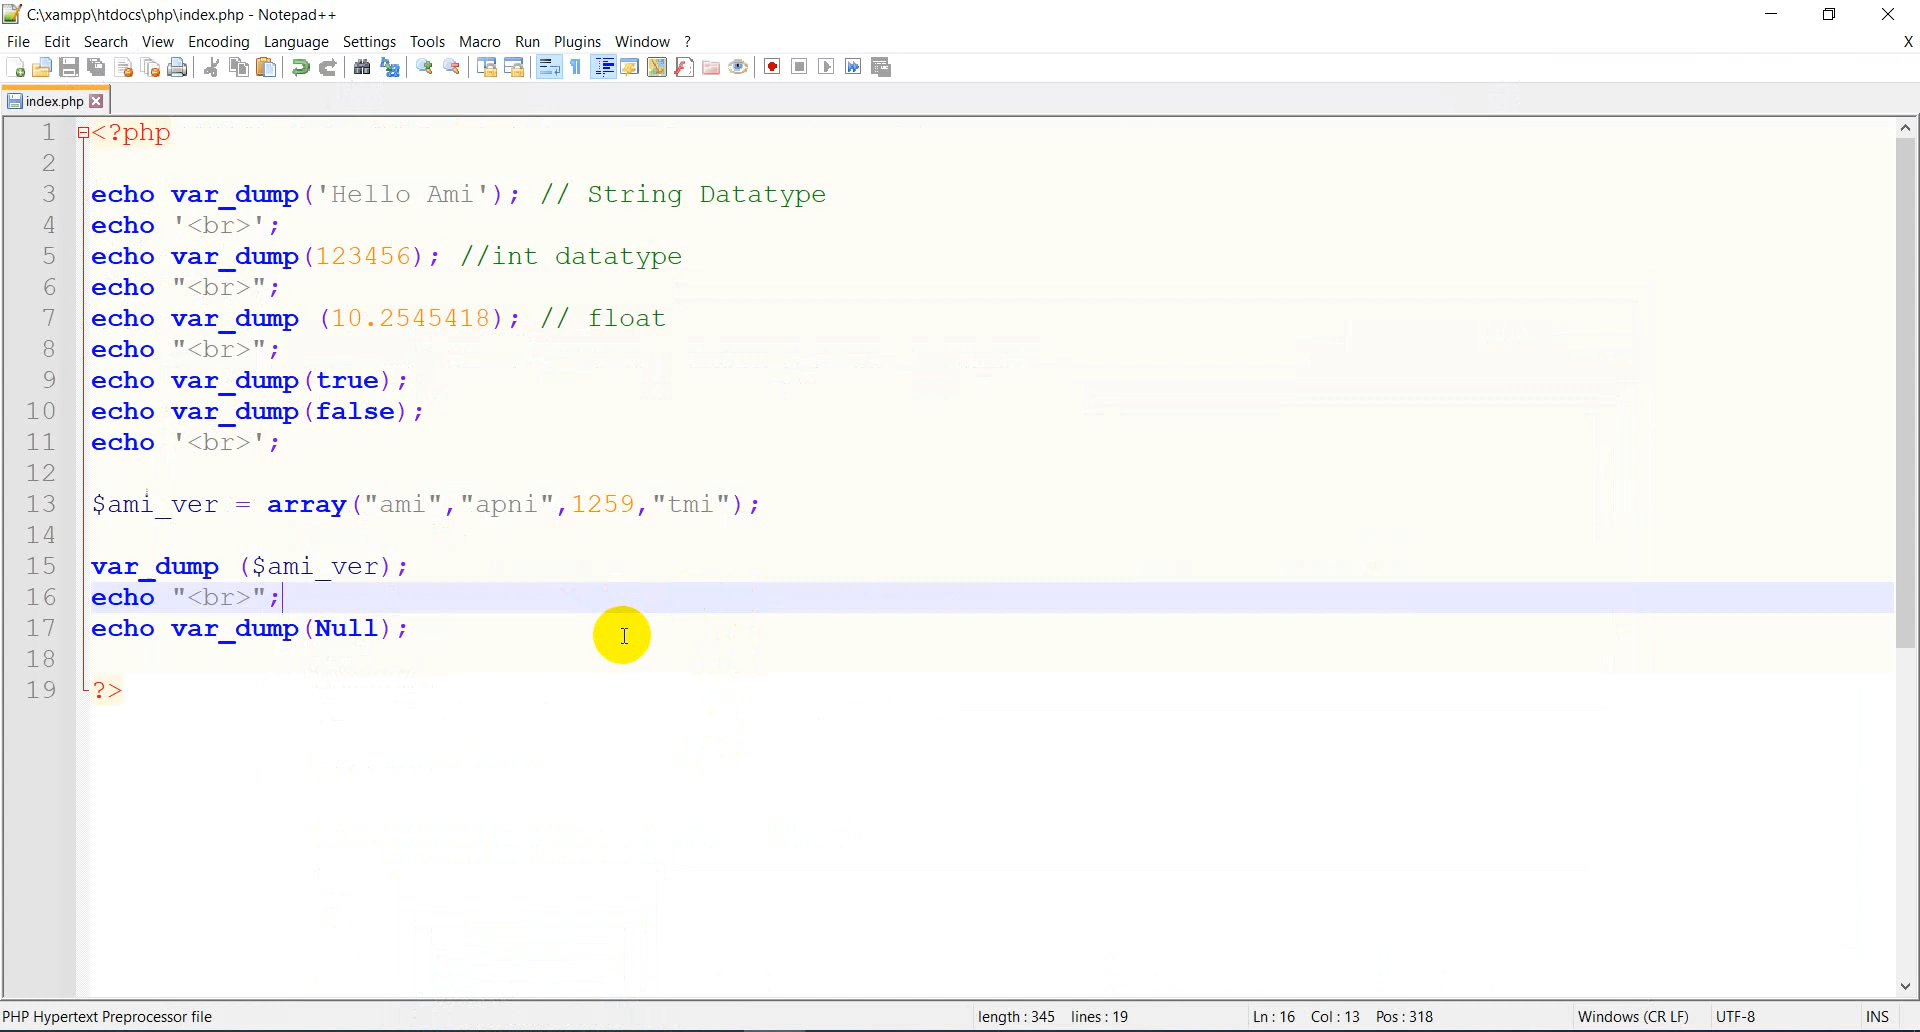 C:\xampp\htdocs\php\index.php - Notepad++
File Edit Search View Encoding Language Settings Tools Macro Run Plugins Window ? X
index.php
1 <?php
2
3 echo var_dump('Hello Ami'); // String Datatype
4 echo '<br>';
5 echo var_dump(123456); //int datatype
6 echo "<br>";
7 echo var_dump (10.2545418); // float
8 echo "<br>";
9 echo var_dump(true);
10 echo var_dump(false);
11 echo '<br>';
12
13 $ami_ver = array("ami","apni",1259,"tmi");
14
15 var_dump ($ami_ver);
16 echo "<br>";
17 echo var_dump(Null);
18
19 ?>
PHP Hypertext Preprocessor file length : 345 lines : 19 Ln : 16 Col : 13 Pos : 318 Windows (CR LF) UTF-8 INS